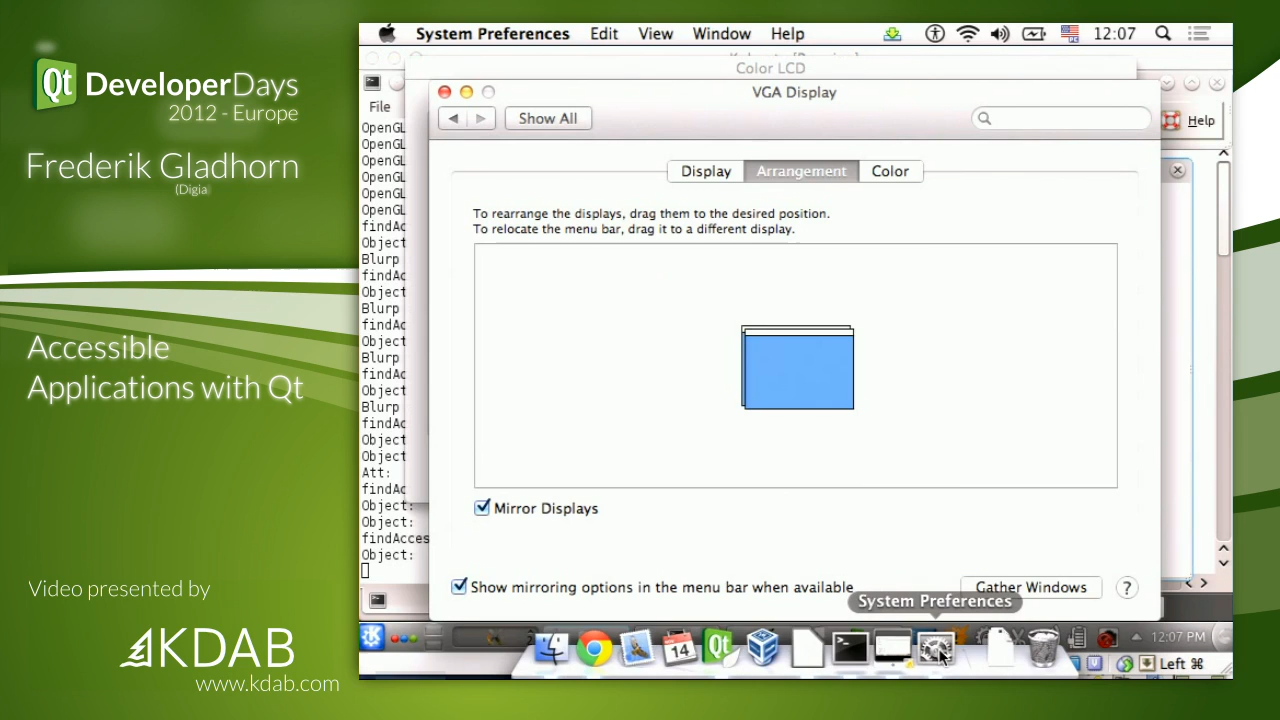 Qt DeveloperDays
2012 - Europe
Frederik Gladhorn
(Digia
Accessible
Applications with Qt
Video presented by
KDAB
www.kdab.com
System Preferences Edit View Window Help 12:07
Color LCD
VGA Display
File
Show All
Help
Display Arrangement Color
To rearrange the displays, drag them to the desired position.
To relocate the menu bar, drag it to a different display.
OpenGL
OpenGL
OpenGL
OpenGL
OpenGL
OpenGL
findAc
Object
Blurp
findAc
Object
Blurp
findAc
Object
Blurp
findAc
Object
Blurp
findAc
Object
Object
Att:
findAc
Object:
Object:
findAcces
Object:
Mirror Displays
Show mirroring options in the menu bar when available
Gather Windows ?
System Preferences
14
Qt
12:07 PM
Left ⌘